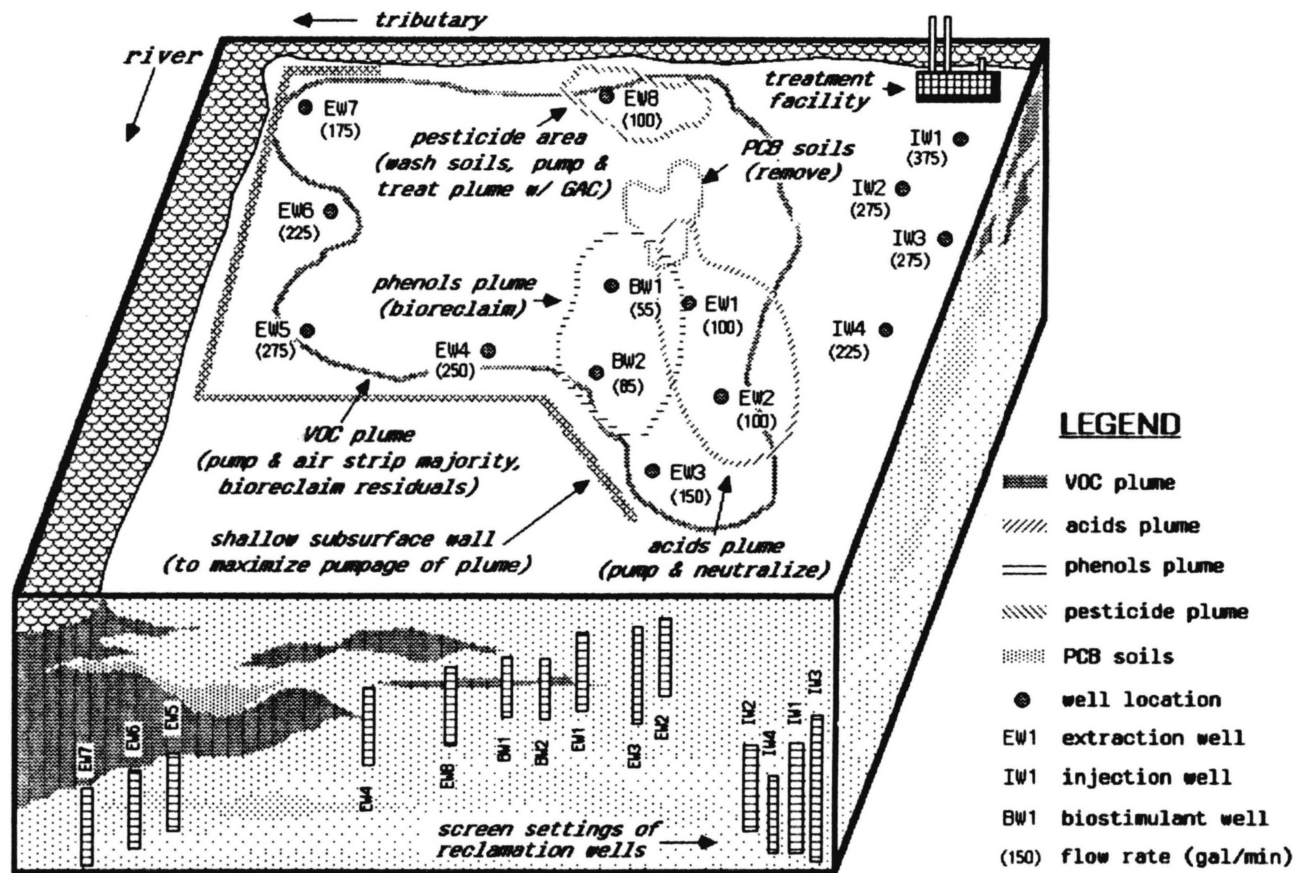 tributary
river
treatment
facility
EW7
(175)
EW8
(100)
pesticide area
(wash soils, pump &
treat plume w/ GAC)
PCB soils
(remove)
IW1
(375)
IW2
(275)
IW3
(275)
EW6
(225)
phenols plume
(bioreclaim)
BW1
(55)
EW1
(100)
IW4
(225)
EW5
(275)
EW4
(250)
BW2
(85)
EW2
(100)
VOC plume
(pump & air strip majority,
bioreclaim residuals)
EW3
(150)
shallow subsurface wall
(to maximize pumpage of plume)
acids plume
(pump & neutralize)
LEGEND
VOC plume
acids plume
phenols plume
pesticide plume
PCB soils
well location
EW1 extraction well
IW1 injection well
BW1 biostimulant well
(150) flow rate (gal/min)
EW7
EW6
EW5
EW4
EW8
BW1
BW2
EW1
EW3
EW2
IW2
IW4
IW1
IW3
screen settings of
reclamation wells